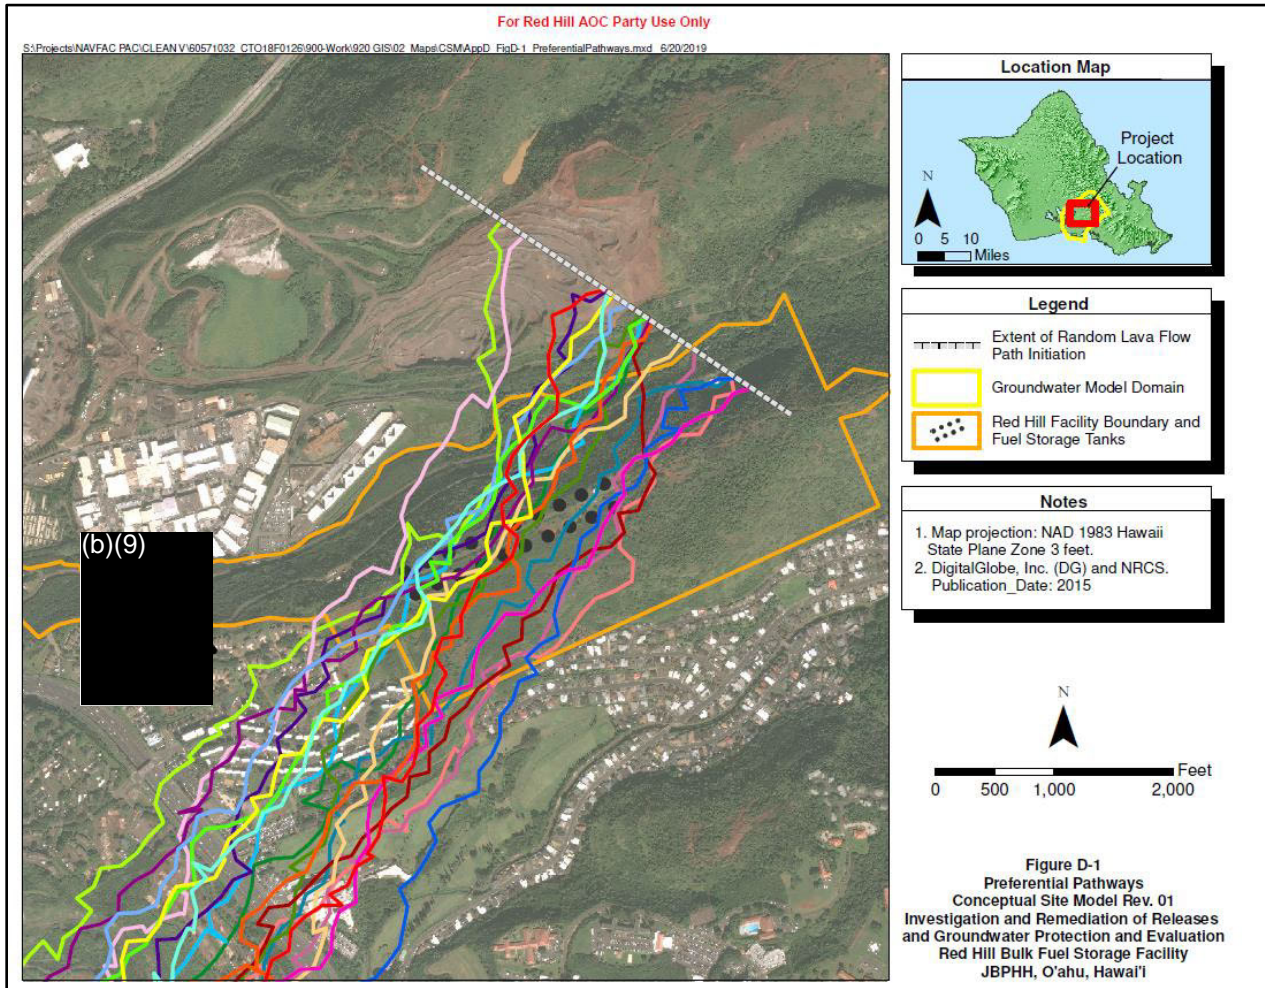 For Red Hill AOC Party Use Only
S:\Projects\NAVFAC PAC\CLEAN V\60571032_CTO18F0126\900-Work\920 GIS\02_Maps\CSM\AppD_FigD-1_PreferentialPathways.mxd 6/20/2019
(b)(9)
Location Map
Project
Location
N
0 5 10
Miles
Legend
Extent of Random Lava Flow
Path Initiation
Groundwater Model Domain
Red Hill Facility Boundary and
Fuel Storage Tanks
Notes
1. Map projection: NAD 1983 Hawaii
State Plane Zone 3 feet.
2. DigitalGlobe, Inc. (DG) and NRCS.
Publication_Date: 2015
N
Feet
0 500 1,000 2,000
Figure D-1
Preferential Pathways
Conceptual Site Model Rev. 01
Investigation and Remediation of Releases
and Groundwater Protection and Evaluation
Red Hill Bulk Fuel Storage Facility
JBPHH, O'ahu, Hawai'i